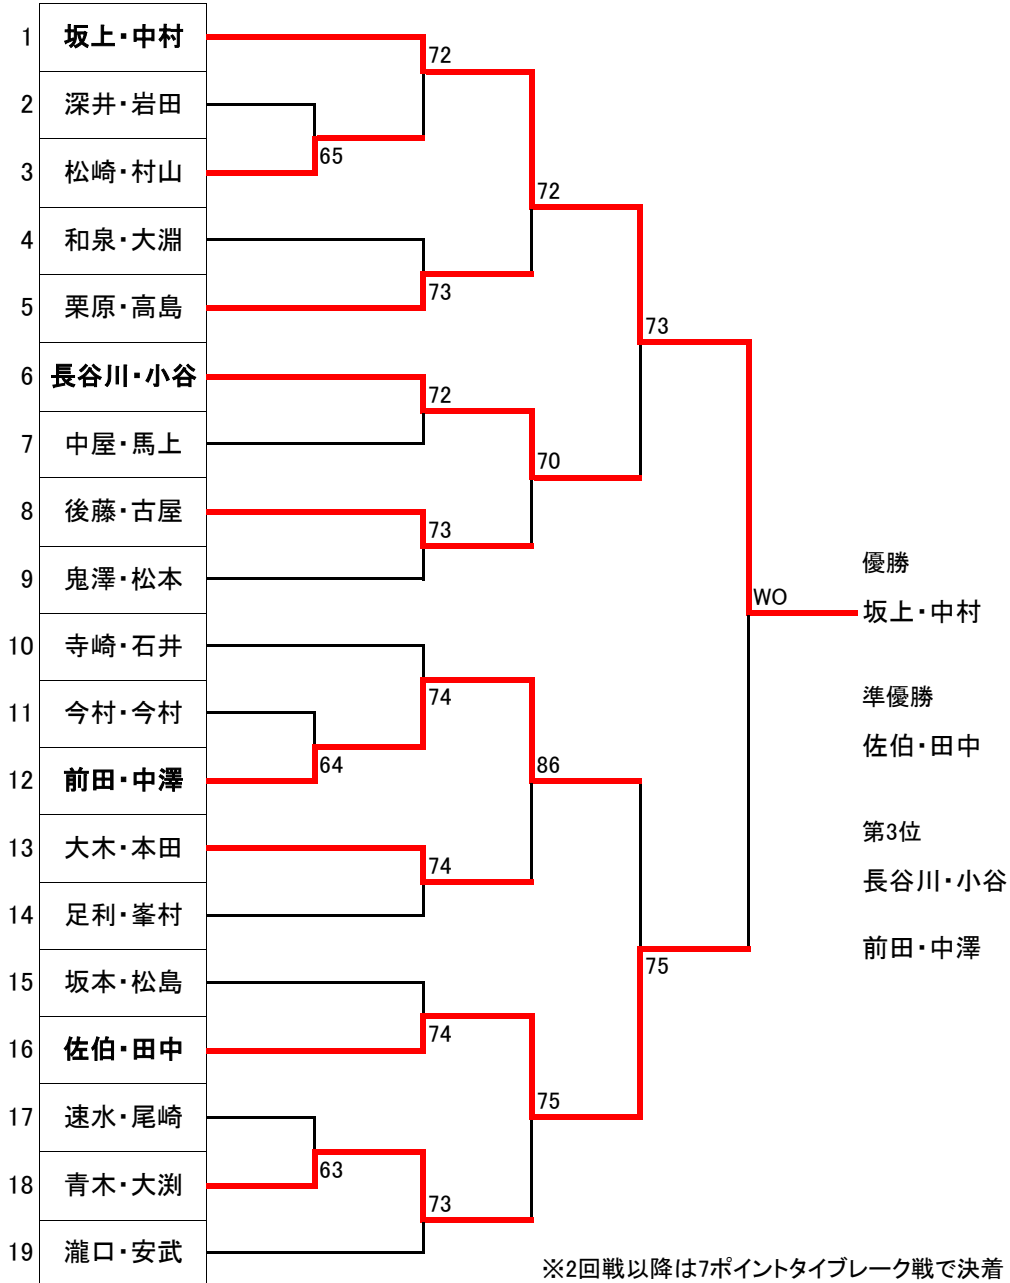 1 坂上・中村
72
2 深井・岩田
65
3 松崎・村山
72
4 和泉・大淵
73
5 栗原・高島
73
6 長谷川・小谷
72
7 中屋・馬上
70
8 後藤・古屋
73
9 鬼澤・松本
優勝
WO
坂上・中村
10 寺崎・石井
74
準優勝
11 今村・今村
佐伯・田中
64
86
12 前田・中澤
第3位
13 大木・本田
74
長谷川・小谷
14 足利・峯村
前田・中澤
75
15 坂本・松島
74
16 佐伯・田中
75
17 速水・尾崎
63
18 青木・大渕
73
19 瀧口・安武
※2回戦以降は7ポイントタイブレーク戦で決着